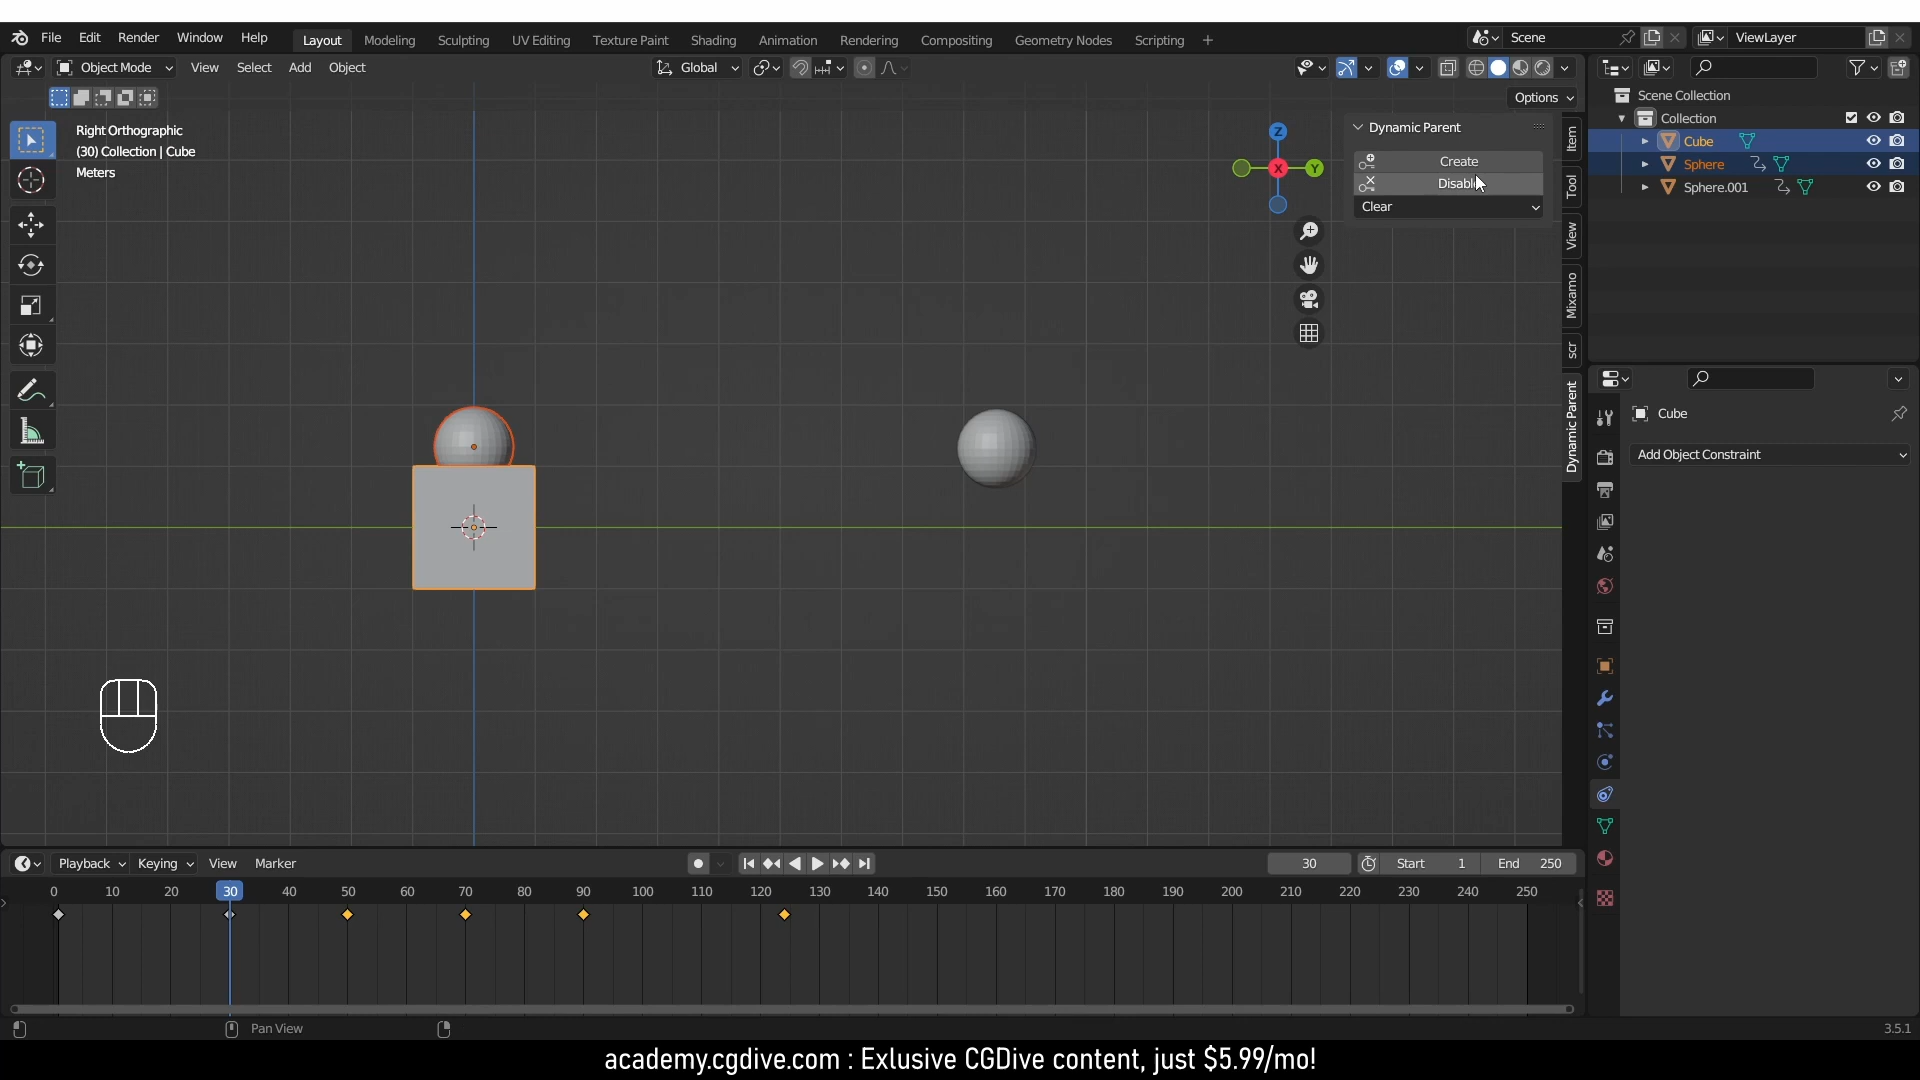 File Edit Render Window Help Layout Modeling Sculpting UV Editing Texture Paint Shading Animation Rendering Compositing Geometry Nodes Scripting + Scene ViewLayer
Object Mode View Select Add Object Global
Options
Right Orthographic
(30) Collection | Cube
Meters
Z
X
Y
Dynamic Parent
Create
Clear
Item
Tool
View
Mixamo
scr
Dynamic Parent
Scene Collection
Collection
Cube
Sphere
Sphere.001
Cube
Add Object Constraint
Playback Keying View Marker 30 Start 1 End 250
0 10 20 30 40 50 60 70 80 90 100 110 120 130 140 150 160 170 180 190 200 210 220 230 240 250
Pan View 3.5.1
academy.cgdive.com : Exlusive CGDive content, just $5.99/mo!